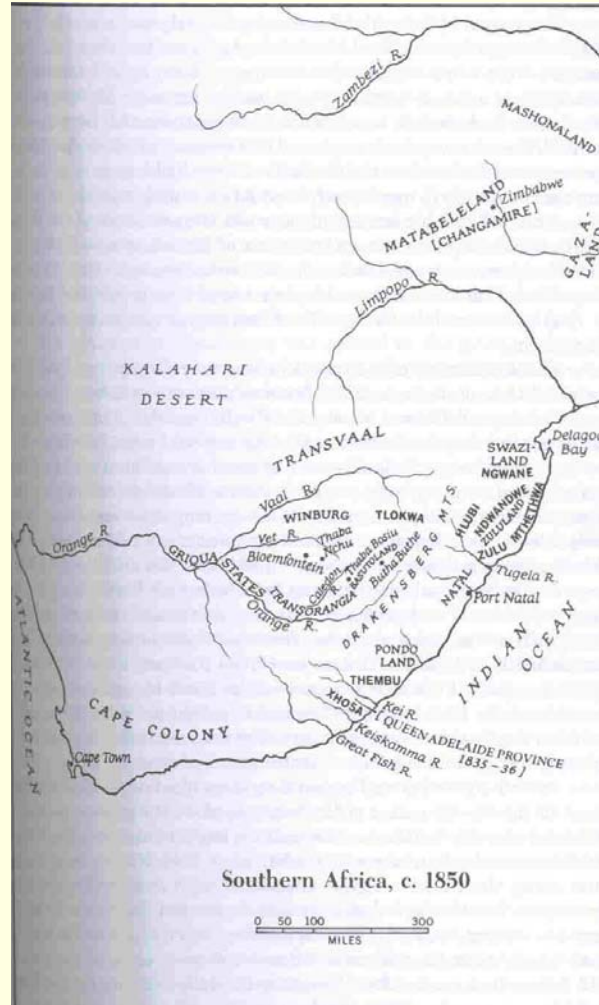 Zambezi R.
MASHONALAND
MATABELELAND
[CHANGAMIRE]
Zimbabwe
GAZA-
LAND
Limpopo R.
KALAHARI
DESERT
TRANSVAAL
Delagoa
Bay
SWAZI-
LAND
NGWANE
Vaal R.
WINBURG
TLOKWA
HLUBI
NDWANDWE
ZULULAND
MTHETHWA
ZULU
Orange R.
Vet R.
Bloemfontein
Thaba
Nchu
GRIQUA
STATES
TRANSORANGIA
Caledon
R.
Thaba Bosiu
BASUTOLAND
Butha Buthe
DRAKENSBERG MTS.
NATAL
Tugela R.
Port Natal
Orange R.
ATLANTIC OCEAN
INDIAN
OCEAN
PONDO
LAND
THEMBU
XHOSA
Kei R.
[QUEEN ADELAIDE PROVINCE
1835-36]
Keiskamma R.
Great Fish R.
CAPE COLONY
Cape Town
Southern Africa, c. 1850
0 50 100 300
MILES